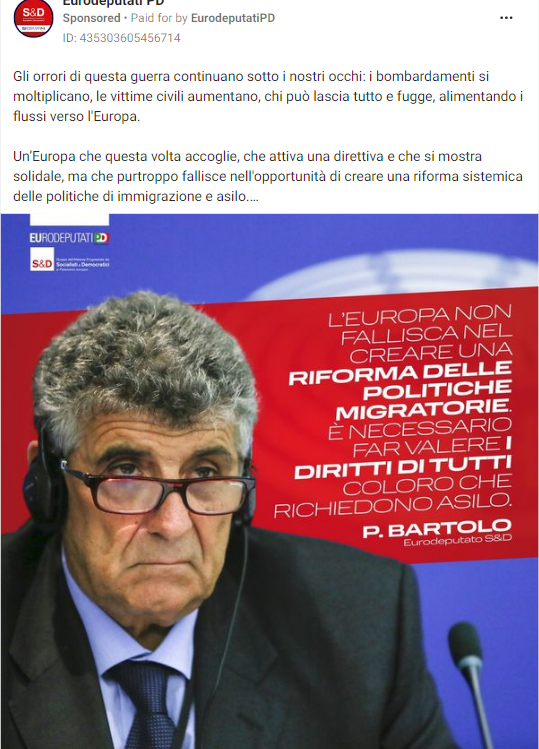 Eurodeputati PD
Sponsored • Paid for by EurodeputatiPD
ID: 435303605456714
Gli orrori di questa guerra continuano sotto i nostri occhi: i bombardamenti si
moltiplicano, le vittime civili aumentano, chi può lascia tutto e fugge, alimentando i
flussi verso l'Europa.
Un'Europa che questa volta accoglie, che attiva una direttiva e che si mostra
solidale, ma che purtroppo fallisce nell'opportunità di creare una riforma sistemica
delle politiche di immigrazione e asilo....
EURODEPUTATI PD
S&D
Socialisti e Democratici
L'EUROPA NON
FALLISCA NEL
CREARE UNA
RIFORMA DELLE
POLITICHE
MIGRATORIE.
È NECESSARIO
FAR VALERE I
DIRITTI DI TUTTI
COLORO CHE
RICHIEDONO ASILO.
P. BARTOLO
Eurodeputato S&D